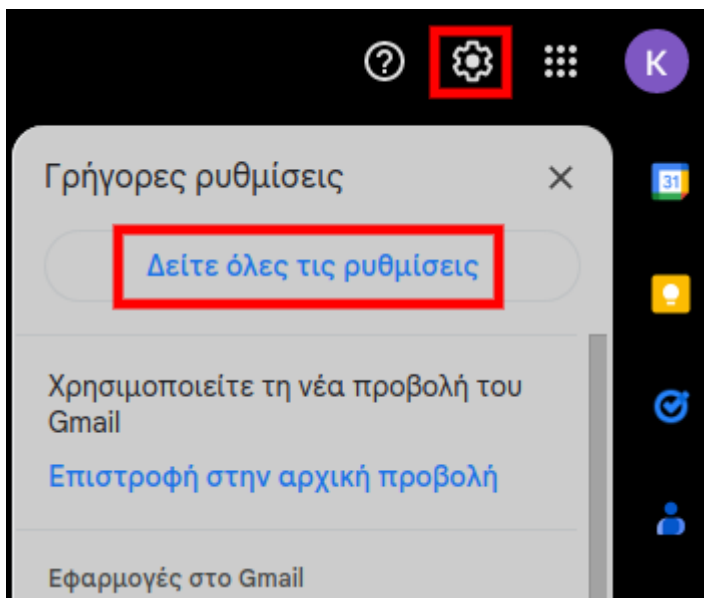 K
Γρήγορες ρυθμίσεις
31
Δείτε όλες τις ρυθμίσεις
Χρησιμοποιείτε τη νέα προβολή του
Gmail
Επιστροφή στην αρχική προβολή
Εφαρμογές στο Gmail